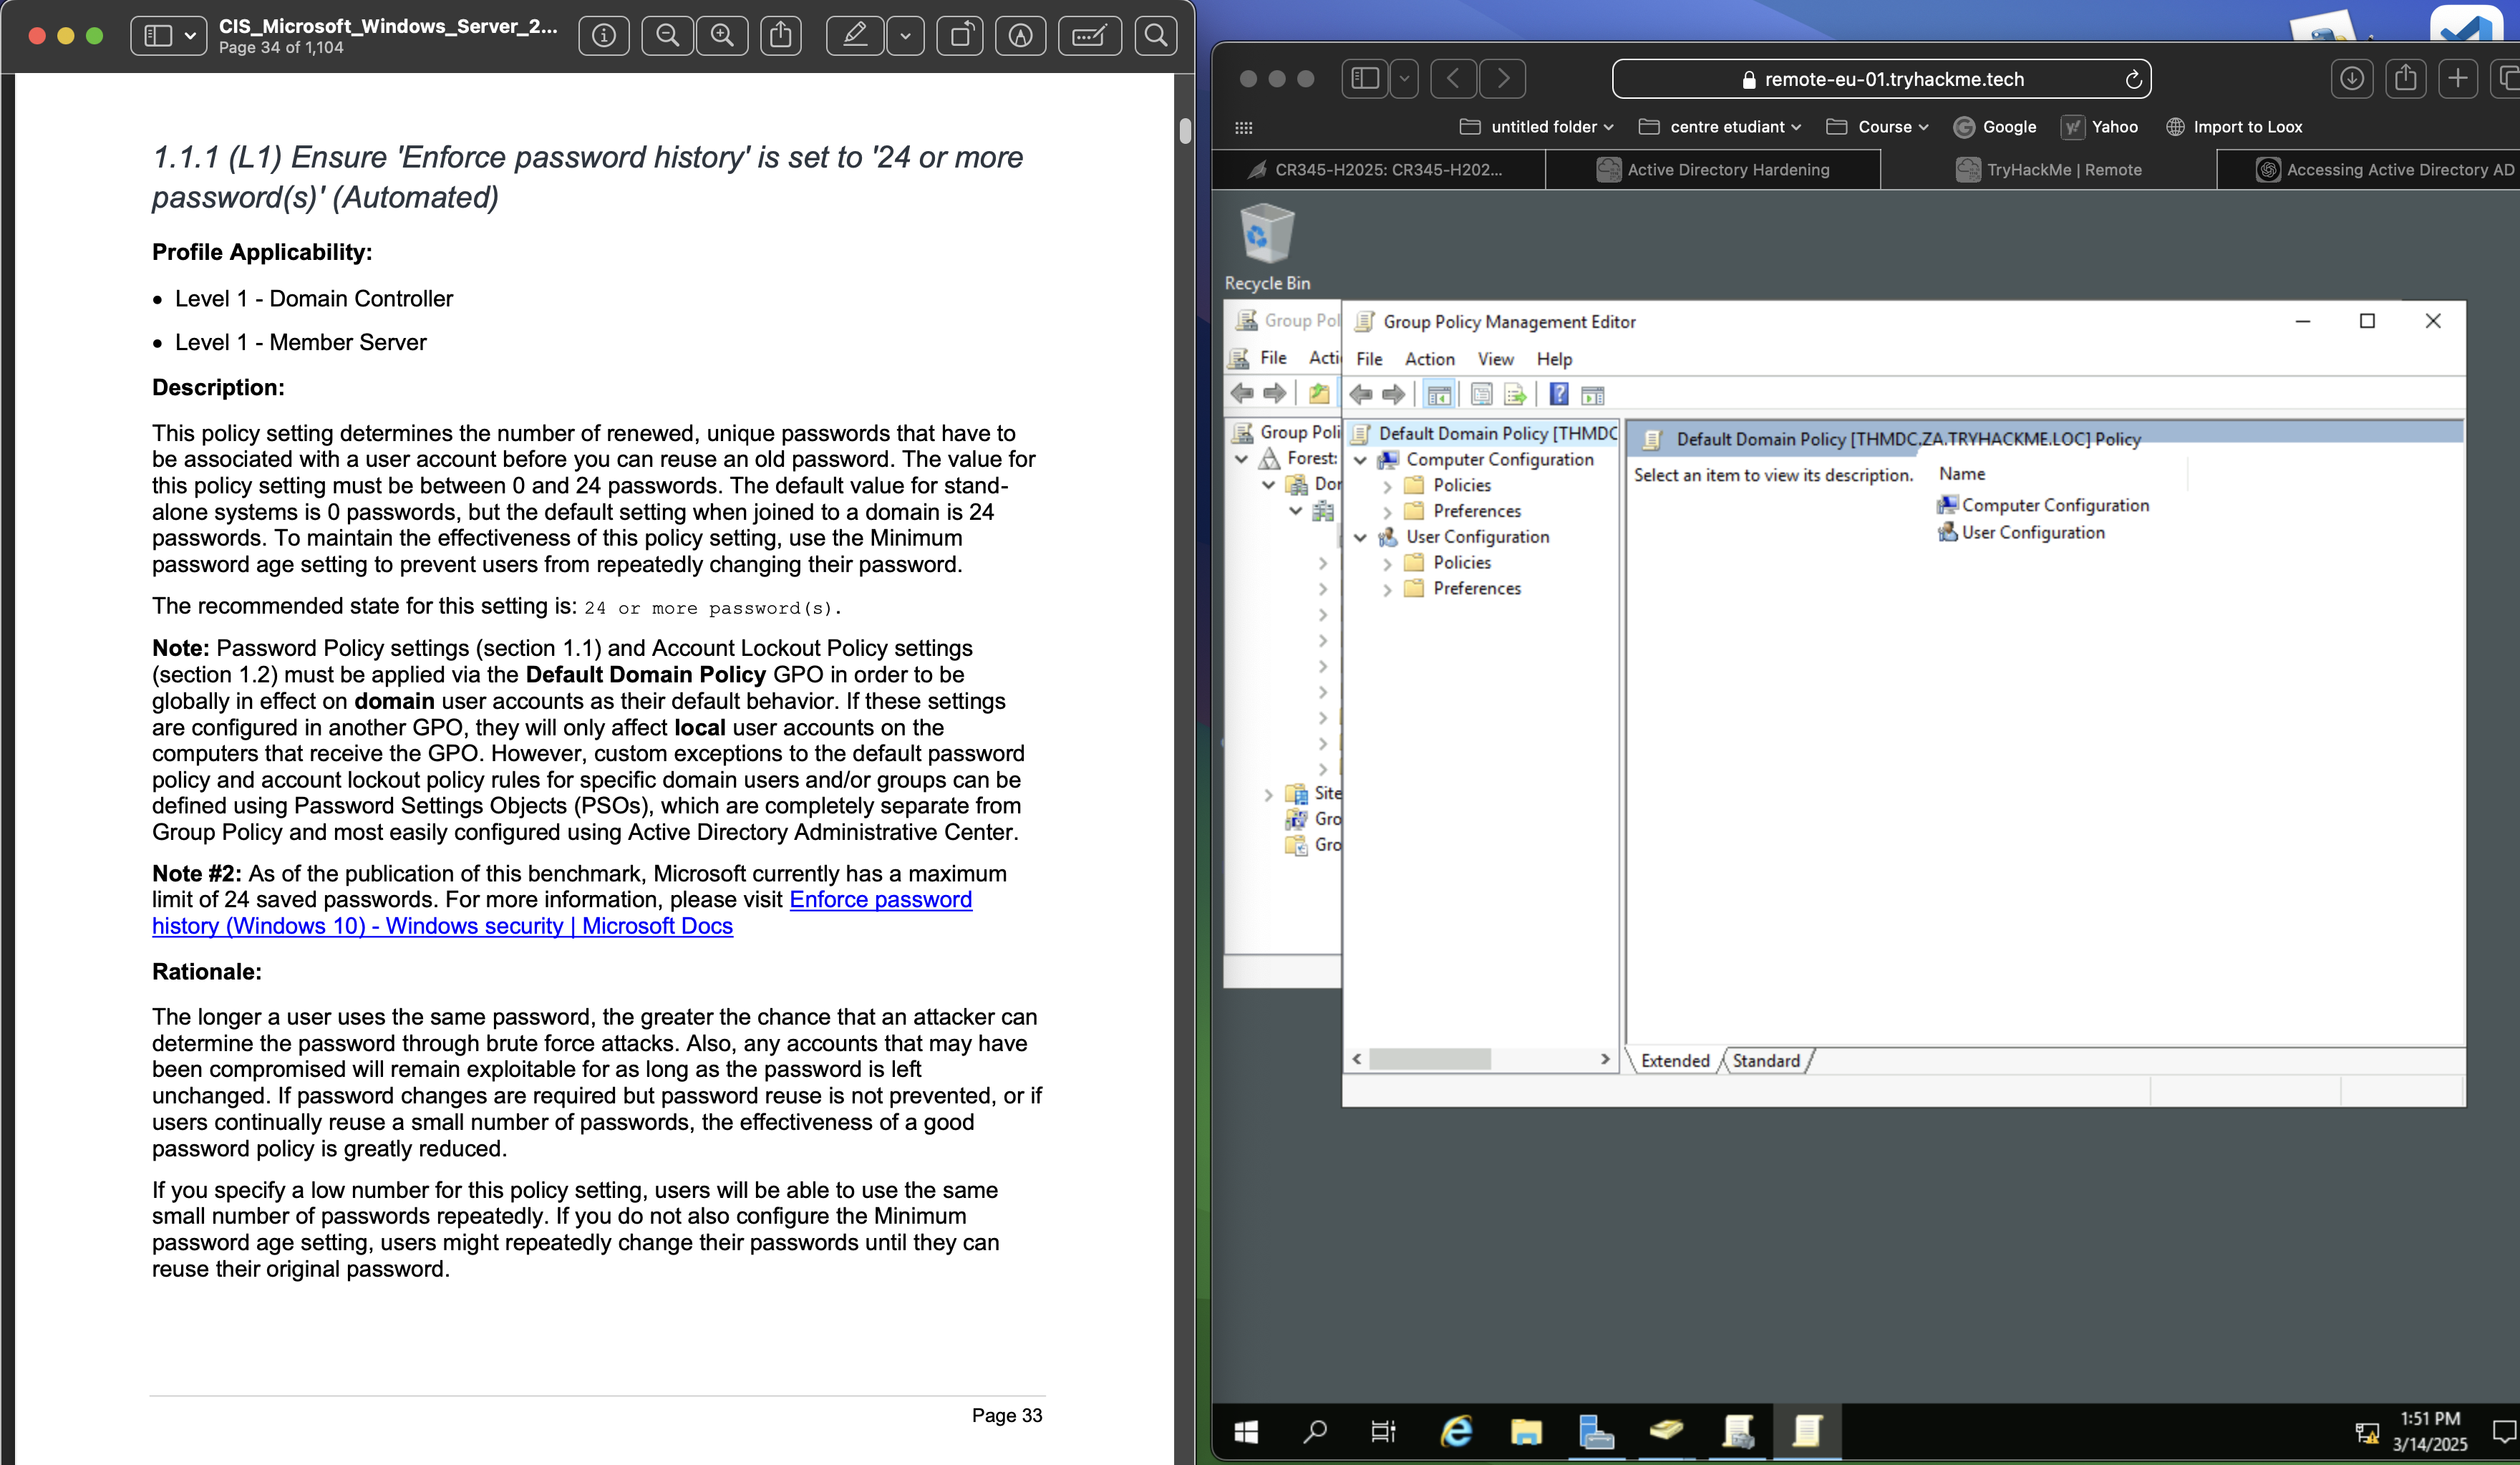 CIS_Microsoft_Windows_Server_2...
Page 34 of 1,104
1.1.1 (L1) Ensure 'Enforce password history' is set to '24 or more
password(s)' (Automated)
Profile Applicability:
• Level 1 - Domain Controller
• Level 1 - Member Server
Description:
This policy setting determines the number of renewed, unique passwords that have to
be associated with a user account before you can reuse an old password. The value for
this policy setting must be between 0 and 24 passwords. The default value for stand-
alone systems is 0 passwords, but the default setting when joined to a domain is 24
passwords. To maintain the effectiveness of this policy setting, use the Minimum
password age setting to prevent users from repeatedly changing their password.
The recommended state for this setting is: 24 or more password(s).
Note: Password Policy settings (section 1.1) and Account Lockout Policy settings
(section 1.2) must be applied via the Default Domain Policy GPO in order to be
globally in effect on domain user accounts as their default behavior. If these settings
are configured in another GPO, they will only affect local user accounts on the
computers that receive the GPO. However, custom exceptions to the default password
policy and account lockout policy rules for specific domain users and/or groups can be
defined using Password Settings Objects (PSOs), which are completely separate from
Group Policy and most easily configured using Active Directory Administrative Center.
Note #2: As of the publication of this benchmark, Microsoft currently has a maximum
limit of 24 saved passwords. For more information, please visit Enforce password
history (Windows 10) - Windows security | Microsoft Docs
Rationale:
The longer a user uses the same password, the greater the chance that an attacker can
determine the password through brute force attacks. Also, any accounts that may have
been compromised will remain exploitable for as long as the password is left
unchanged. If password changes are required but password reuse is not prevented, or if
users continually reuse a small number of passwords, the effectiveness of a good
password policy is greatly reduced.
If you specify a low number for this policy setting, users will be able to use the same
small number of passwords repeatedly. If you do not also configure the Minimum
password age setting, users might repeatedly change their passwords until they can
reuse their original password.
Page 33
remote-eu-01.tryhackme.tech
untitled folder
centre etudiant
Course
Google
Yahoo
Import to Loox
CR345-H2025: CR345-H202...
Active Directory Hardening
TryHackMe | Remote
Accessing Active Directory AD
Recycle Bin
Group Pol
File Acti
Group Poli
Forest:
Dor
Site
Gro
Gro
Group Policy Management Editor
File Action View Help
Default Domain Policy [THMDC
Computer Configuration
Policies
Preferences
User Configuration
Policies
Preferences
Default Domain Policy [THMDC.ZA.TRYHACKME.LOC] Policy
Select an item to view its description.
Name
Computer Configuration
User Configuration
Extended
Standard
1:51 PM
3/14/2025